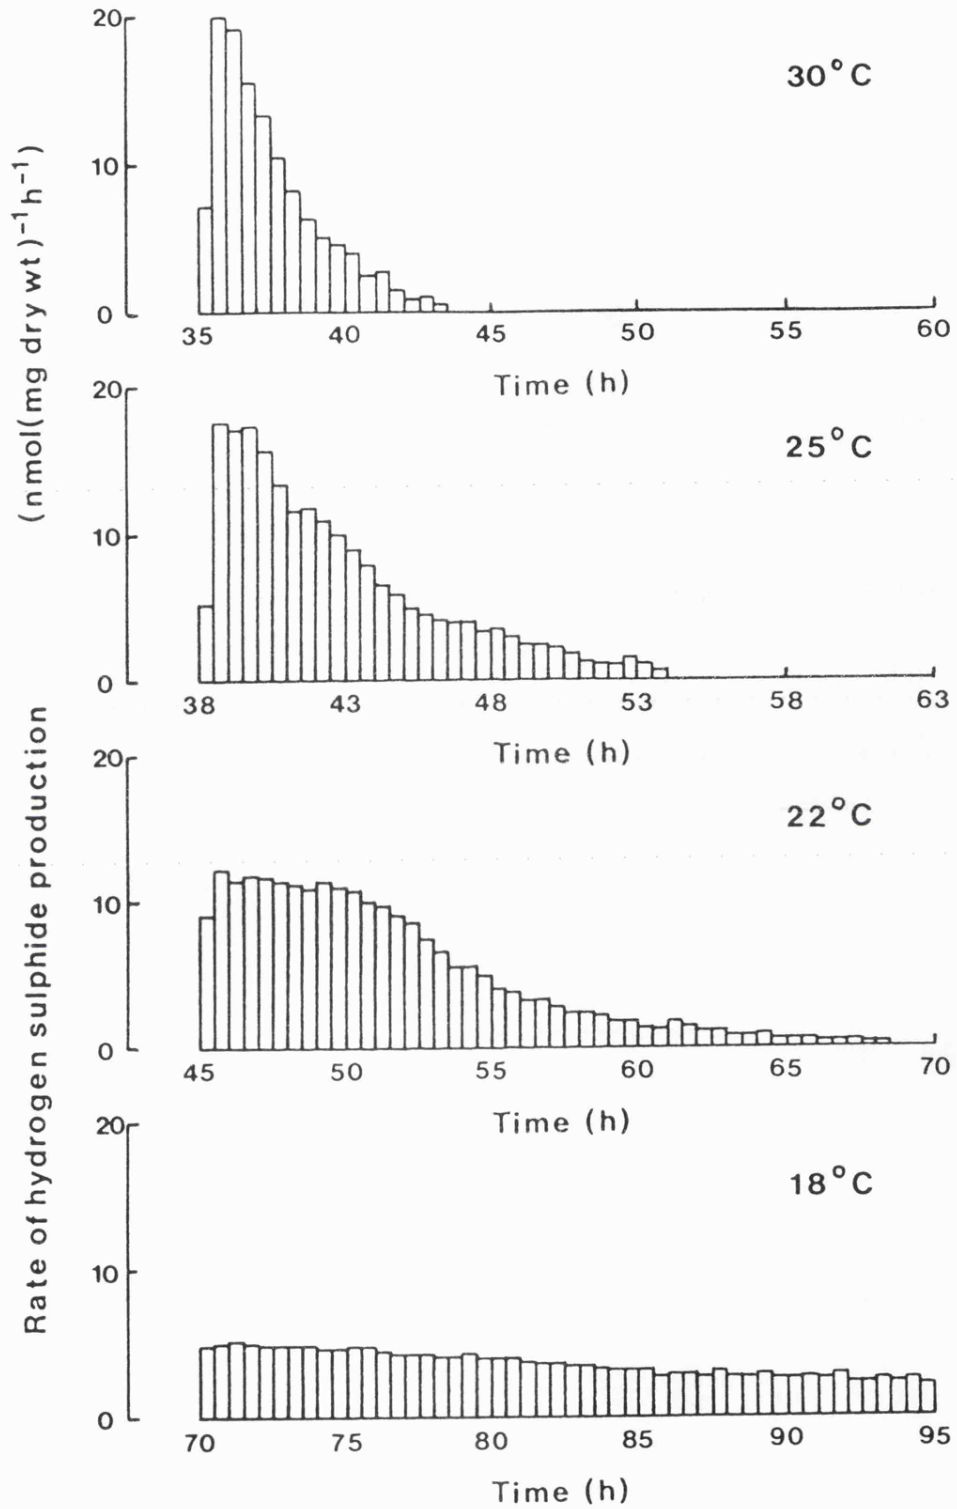 Rate of hydrogen sulphide production
(nmol(mg dry wt)⁻¹h⁻¹)
20
30°C
10
0
35 40 45 50 55 60
Time (h)
20
25°C
10
0
38 43 48 53 58 63
Time (h)
20
22°C
10
0
45 50 55 60 65 70
Time (h)
20
18°C
10
0
70 75 80 85 90 95
Time (h)